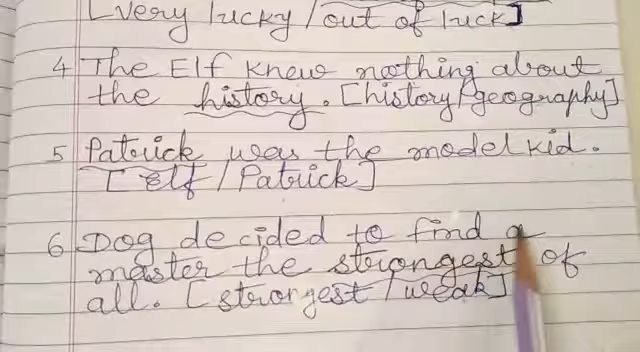 [very lucky / out of luck]
4 The Elf knew nothing about
the history. [history/geography]
5 Patrick was the model kid.
[Elf / Patrick]
6 Dog decided to find a
master the strongest of
all. [strongest / weak]